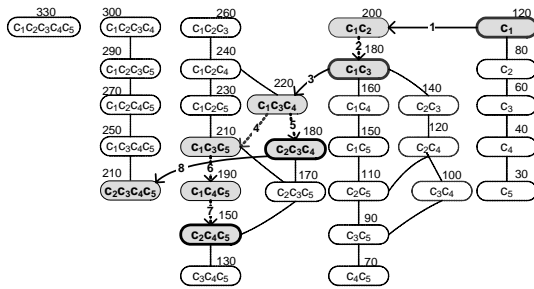 330 300 260 200 120
C1C2C3C4C5 C1C2C3C4 C1C2C3 C1C2 1 C1
290 240 2 180 80
C1C2C3C5 C1C2C4 220 3 C1C3 C2
270 230 160 140 60
C1C2C4C5 C1C2C5 C1C3C4 C1C4 C2C3 C3
250 210 4 5 180 150 120 40
C1C3C4C5 C1C3C5 C2C3C4 C1C5 C2C4 C4
210 8 6 190 170 110 100 30
C2C3C4C5 C1C4C5 C2C3C5 C2C5 C3C4 C5
7 150 90
C2C4C5 C3C5
130 70
C3C4C5 C4C5